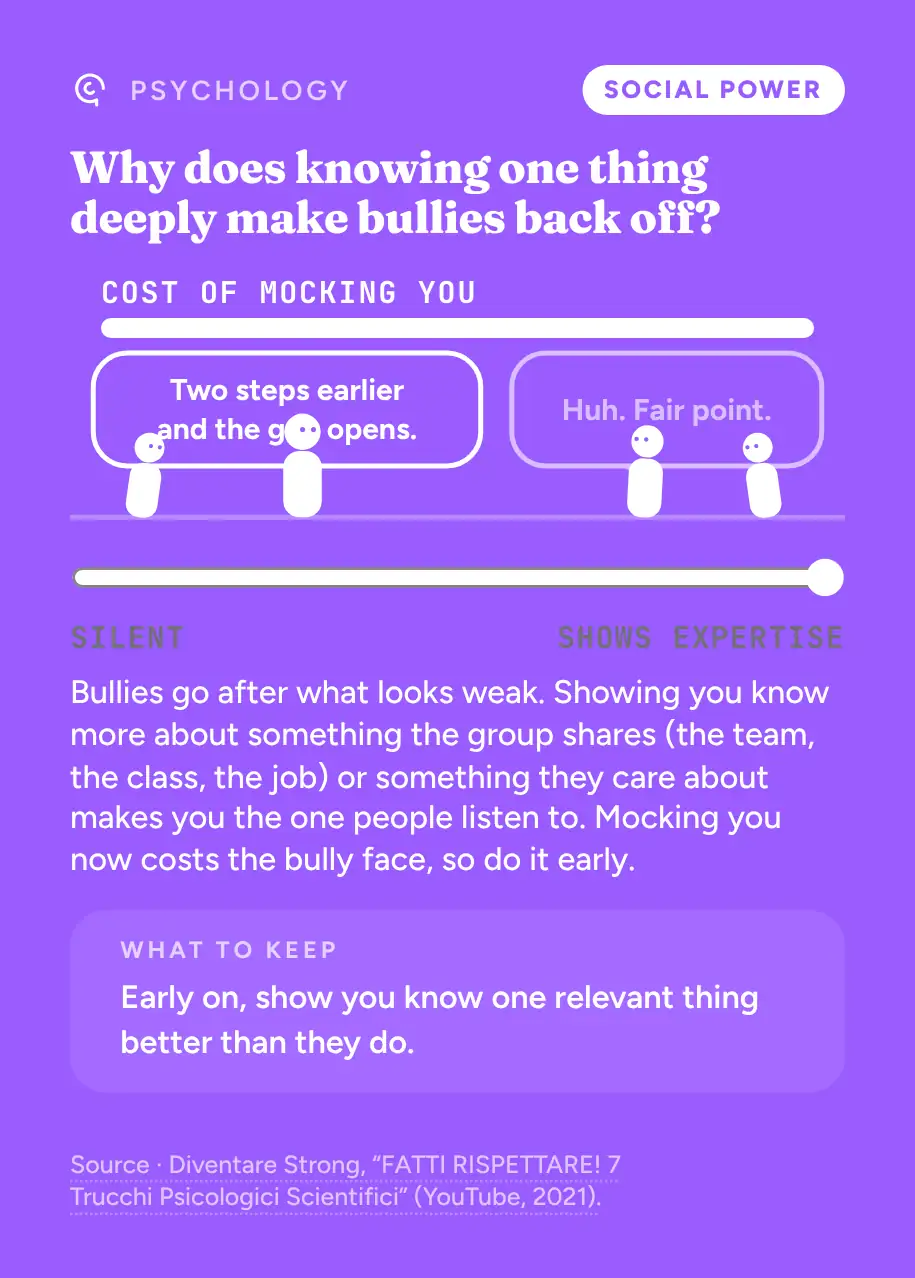 PSYCHOLOGY
SOCIAL POWER
Why does knowing one thing
deeply make bullies back off?
COST OF MOCKING YOU
Two steps earlier
and the opens.
Huh. Fair point.
SILENT
SHOWS EXPERTISE
Bullies go after what looks weak. Showing you know
more about something the group shares (the team,
the class, the job) or something they care about
makes you the one people listen to. Mocking you
now costs the bully face, so do it early.
WHAT TO KEEP
Early on, show you know one relevant thing
better than they do.
Source · Diventare Strong, “FATTI RISPETTARE! 7
Trucchi Psicologici Scientifici” (YouTube, 2021).